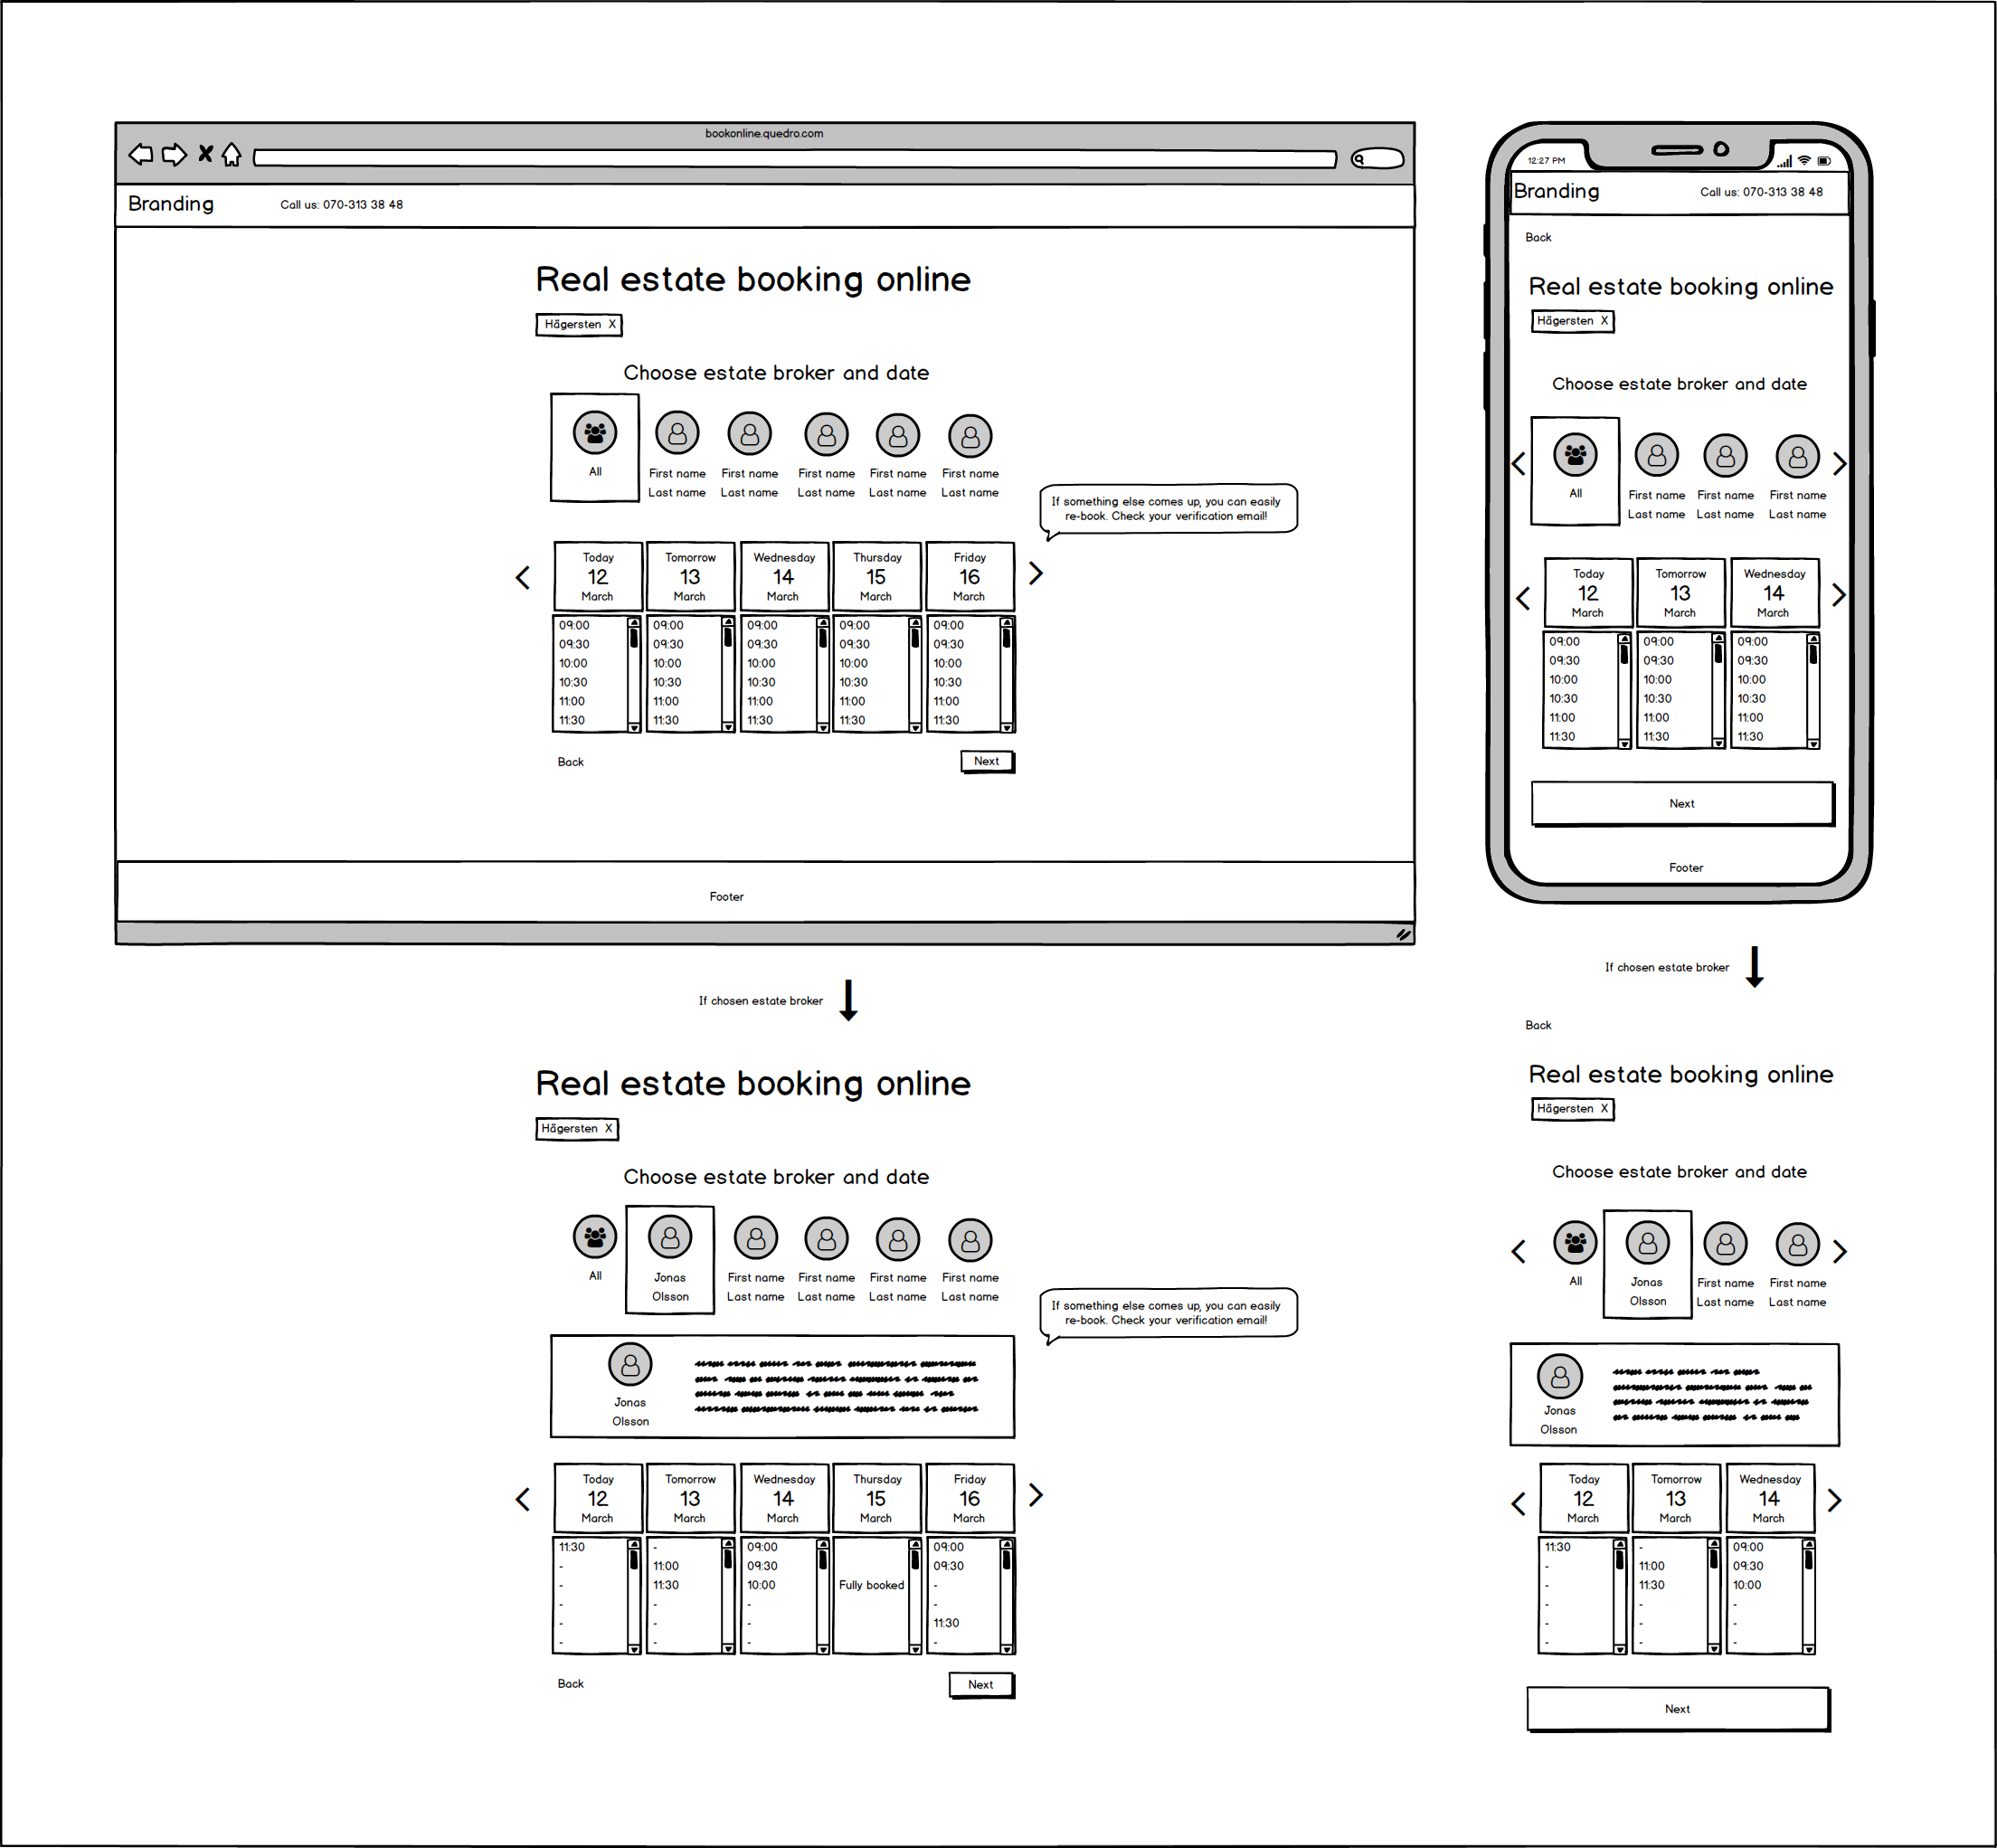 bookonline.quedro.com
Branding
Call us: 070-313 38 48
Real estate booking online
Hägersten X
Choose estate broker and date
All
First name First name First name First name First name
Last name Last name Last name Last name Last name
If something else comes up, you can easily
re-book. Check your verification email!
Today Tomorrow Wednesday Thursday Friday
12 13 14 15 16
March March March March March
09:00 09:00 09:00 09:00 09:00
09:30 09:30 09:30 09:30 09:30
10:00 10:00 10:00 10:00 10:00
10:30 10:30 10:30 10:30 10:30
11:00 11:00 11:00 11:00 11:00
11:30 11:30 11:30 11:30 11:30
Back Next
Footer
12:27 PM
Branding
Call us: 070-313 38 48
Back
Real estate booking online
Hägersten X
Choose estate broker and date
All
First name First name First name
Last name Last name Last name
Today Tomorrow Wednesday
12 13 14
March March March
09:00 09:00 09:00
09:30 09:30 09:30
10:00 10:00 10:00
10:30 10:30 10:30
11:00 11:00 11:00
11:30 11:30 11:30
Next
Footer
If chosen estate broker
Real estate booking online
Hägersten X
Choose estate broker and date
All Jonas First name First name First name First name
Olsson Last name Last name Last name Last name
If something else comes up, you can easily
re-book. Check your verification email!
Jonas
Olsson
Today Tomorrow Wednesday Thursday Friday
12 13 14 15 16
March March March March March
11:30 - 09:00 09:00
- 11:00 09:30 09:30
- 11:30 10:00 Fully booked -
- - - -
- - - 11:30
- - - -
Back Next
If chosen estate broker
Back
Real estate booking online
Hägersten X
Choose estate broker and date
All Jonas First name First name
Olsson Last name Last name
Jonas
Olsson
Today Tomorrow Wednesday
12 13 14
March March March
11:30 - 09:00
- 11:00 09:30
- 11:30 10:00
- - -
- - -
- - -
Next